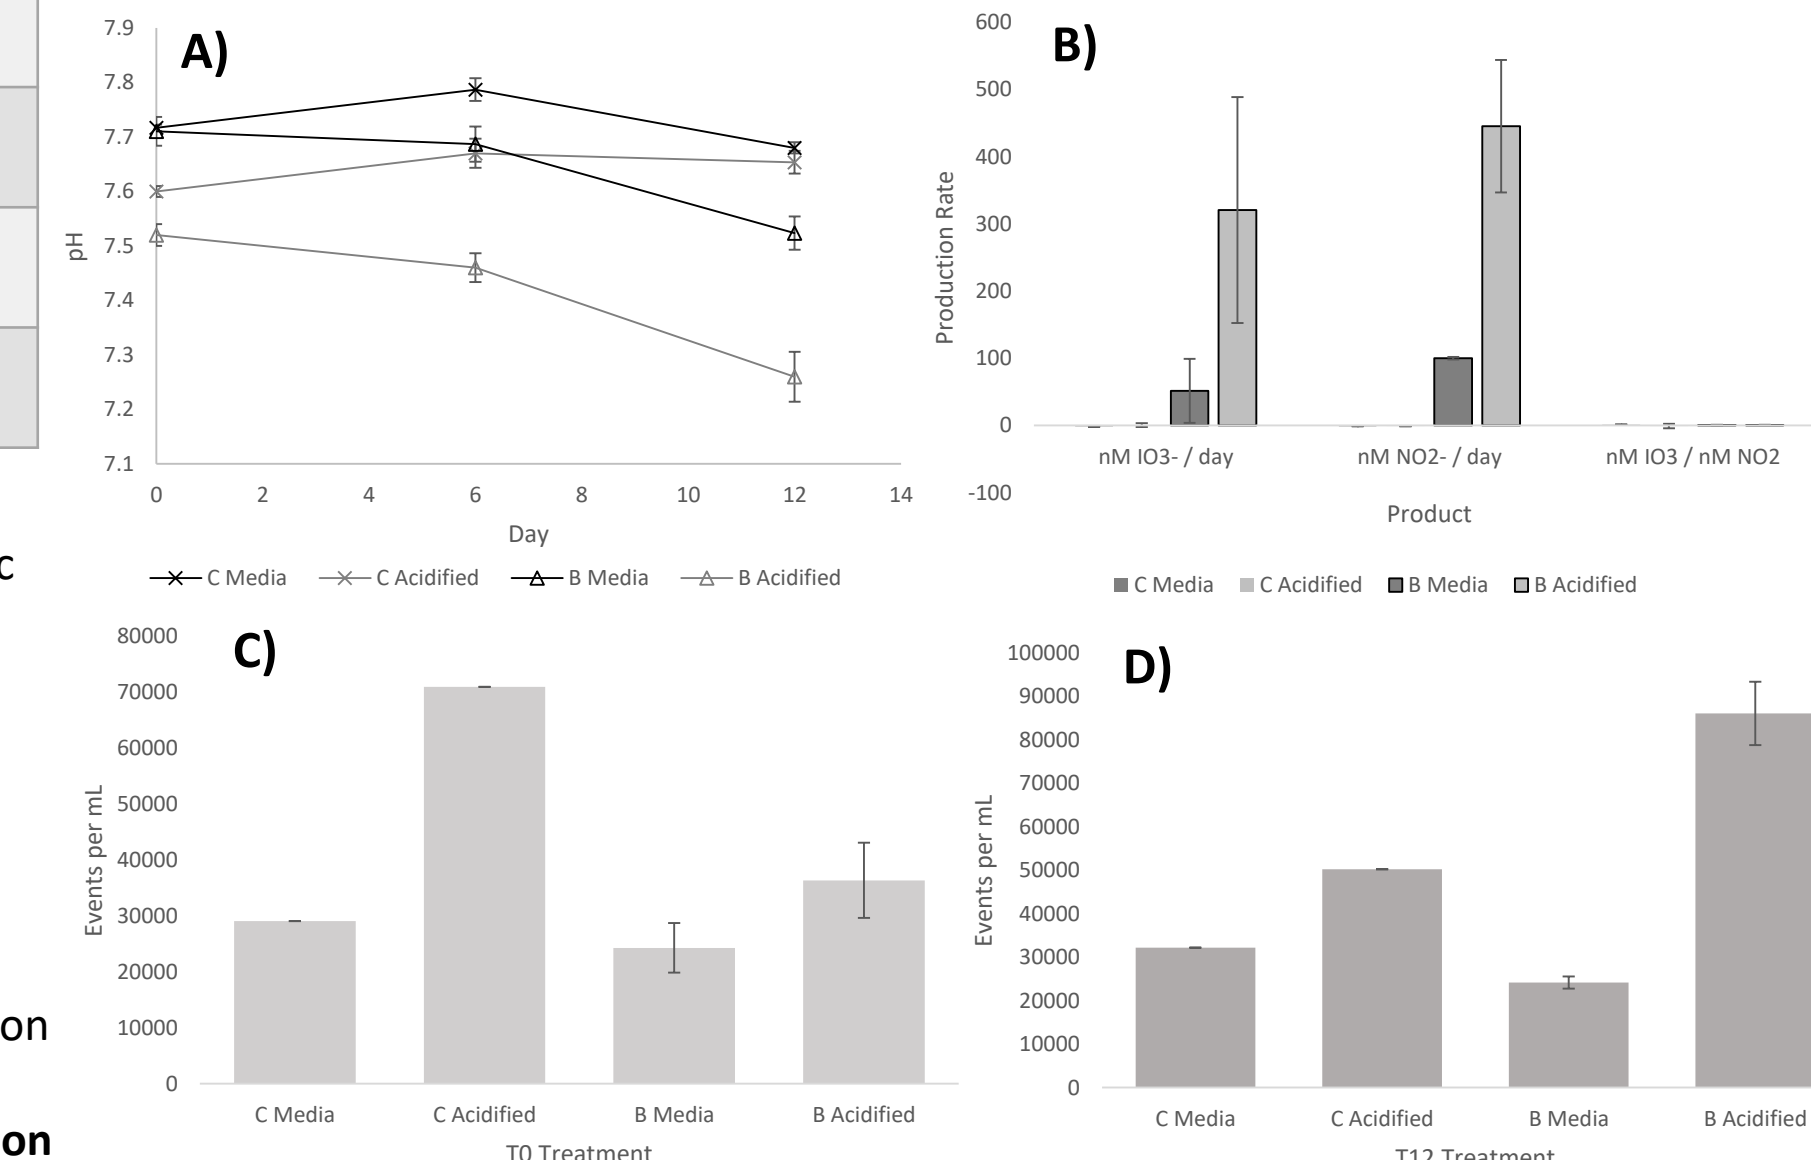 A)
7.9
7.8
7.7
7.6
7.5
7.4
7.3
7.2
7.1
pH
0 2 4 6 8 10 12 14
Day
C Media C Acidified B Media B Acidified
B)
600
500
400
300
200
100
0
-100
Production Rate
nM IO3- / day nM NO2- / day nM IO3 / nM NO2
Product
C Media C Acidified B Media B Acidified
c
on
on
C)
80000
70000
60000
50000
40000
30000
20000
10000
0
Events per mL
C Media C Acidified B Media B Acidified
T0 Treatment
D)
100000
90000
80000
70000
60000
50000
40000
30000
20000
10000
0
Events per mL
C Media C Acidified B Media B Acidified
T12 Treatment